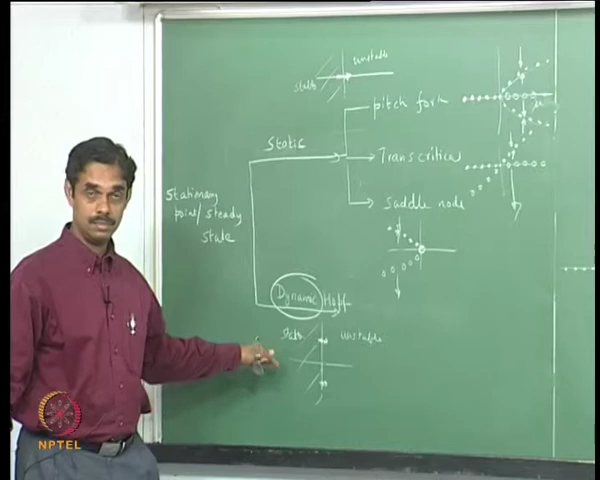 unstable
stable
pitch fork
Static
Transcritical
Stationary
point/ steady
state
Saddle node
Dynamic Hopf
stable unstable
NPTEL